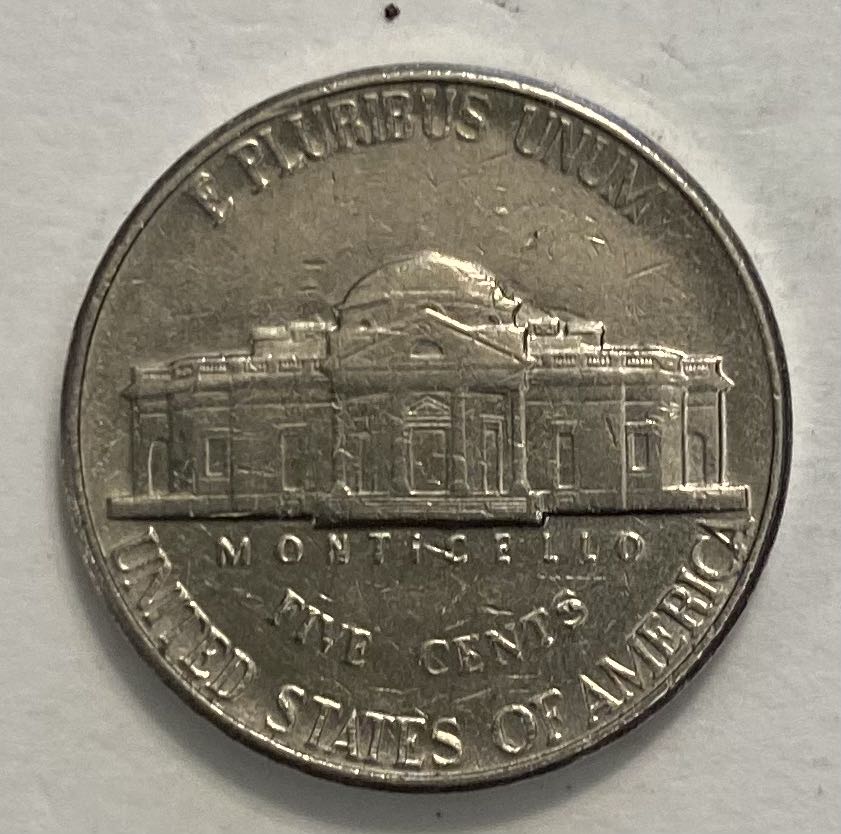 E PLURIBUS UNUM
MONTICELLO
FIVE CENTS
UNITED STATES OF AMERICA